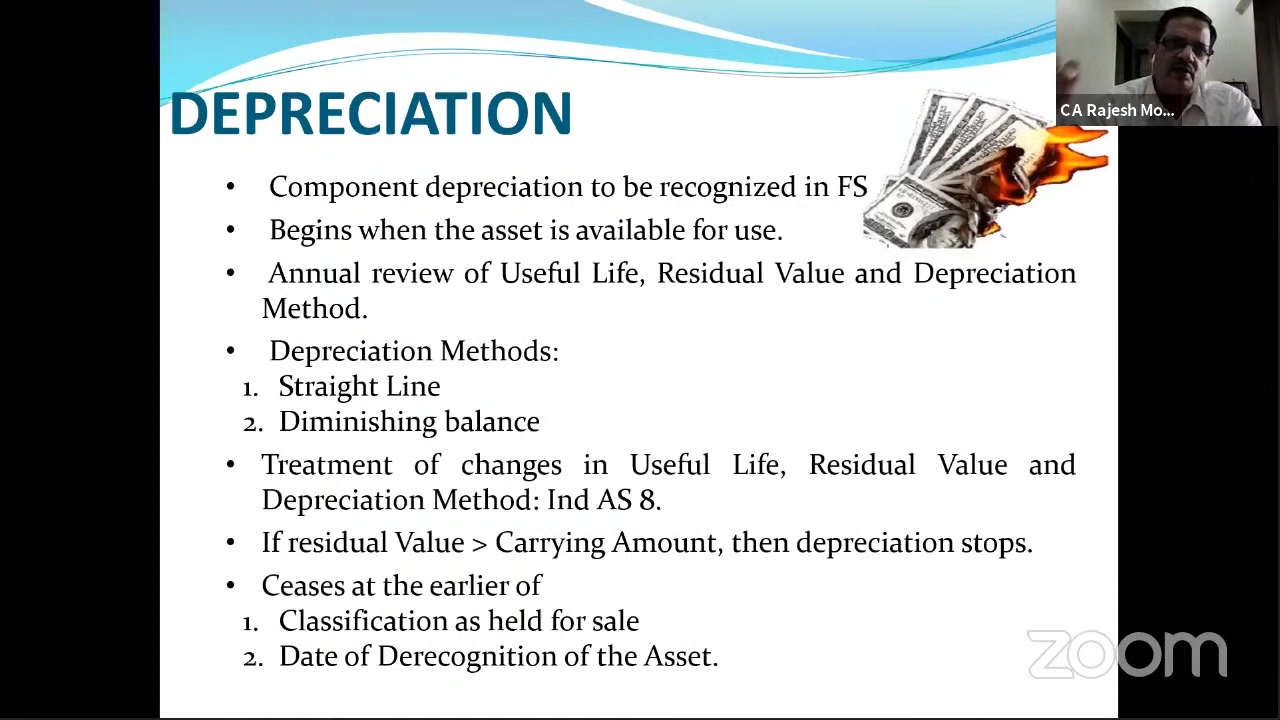 CA Rajesh Mo...
DEPRECIATION
• Component depreciation to be recognized in FS
• Begins when the asset is available for use.
• Annual review of Useful Life, Residual Value and Depreciation
Method.
• Depreciation Methods:
1. Straight Line
2. Diminishing balance
• Treatment of changes in Useful Life, Residual Value and
Depreciation Method: Ind AS 8.
• If residual Value > Carrying Amount, then depreciation stops.
• Ceases at the earlier of
1. Classification as held for sale
2. Date of Derecognition of the Asset.
zoom